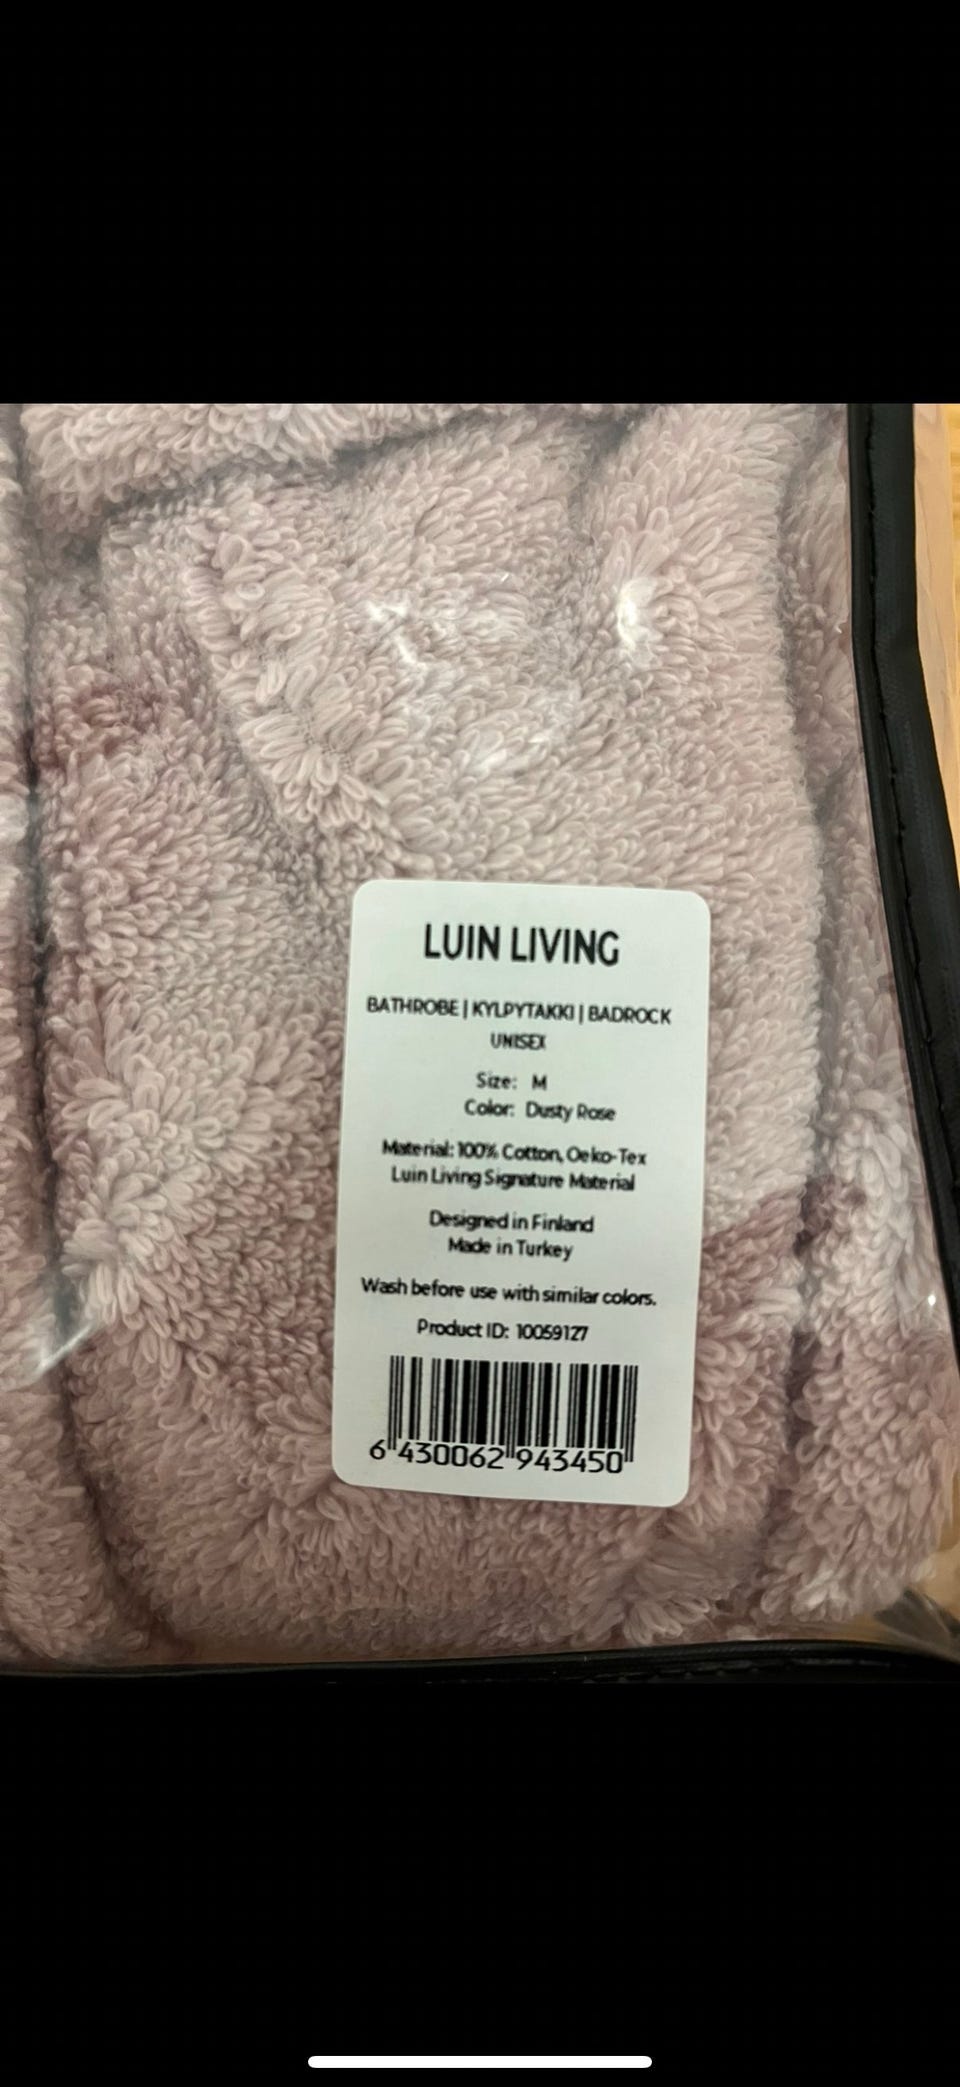 LUIN LIVING
BATHROBE | KYLPYTAKKI | BADROCK
UNISEX
Size: M
Color: Dusty Rose
Material: 100% Cotton, Oeko-Tex
Luin Living Signature Material
Designed in Finland
Made in Turkey
Wash before use with similar colors.
Product ID: 10059127
6 430062 943450